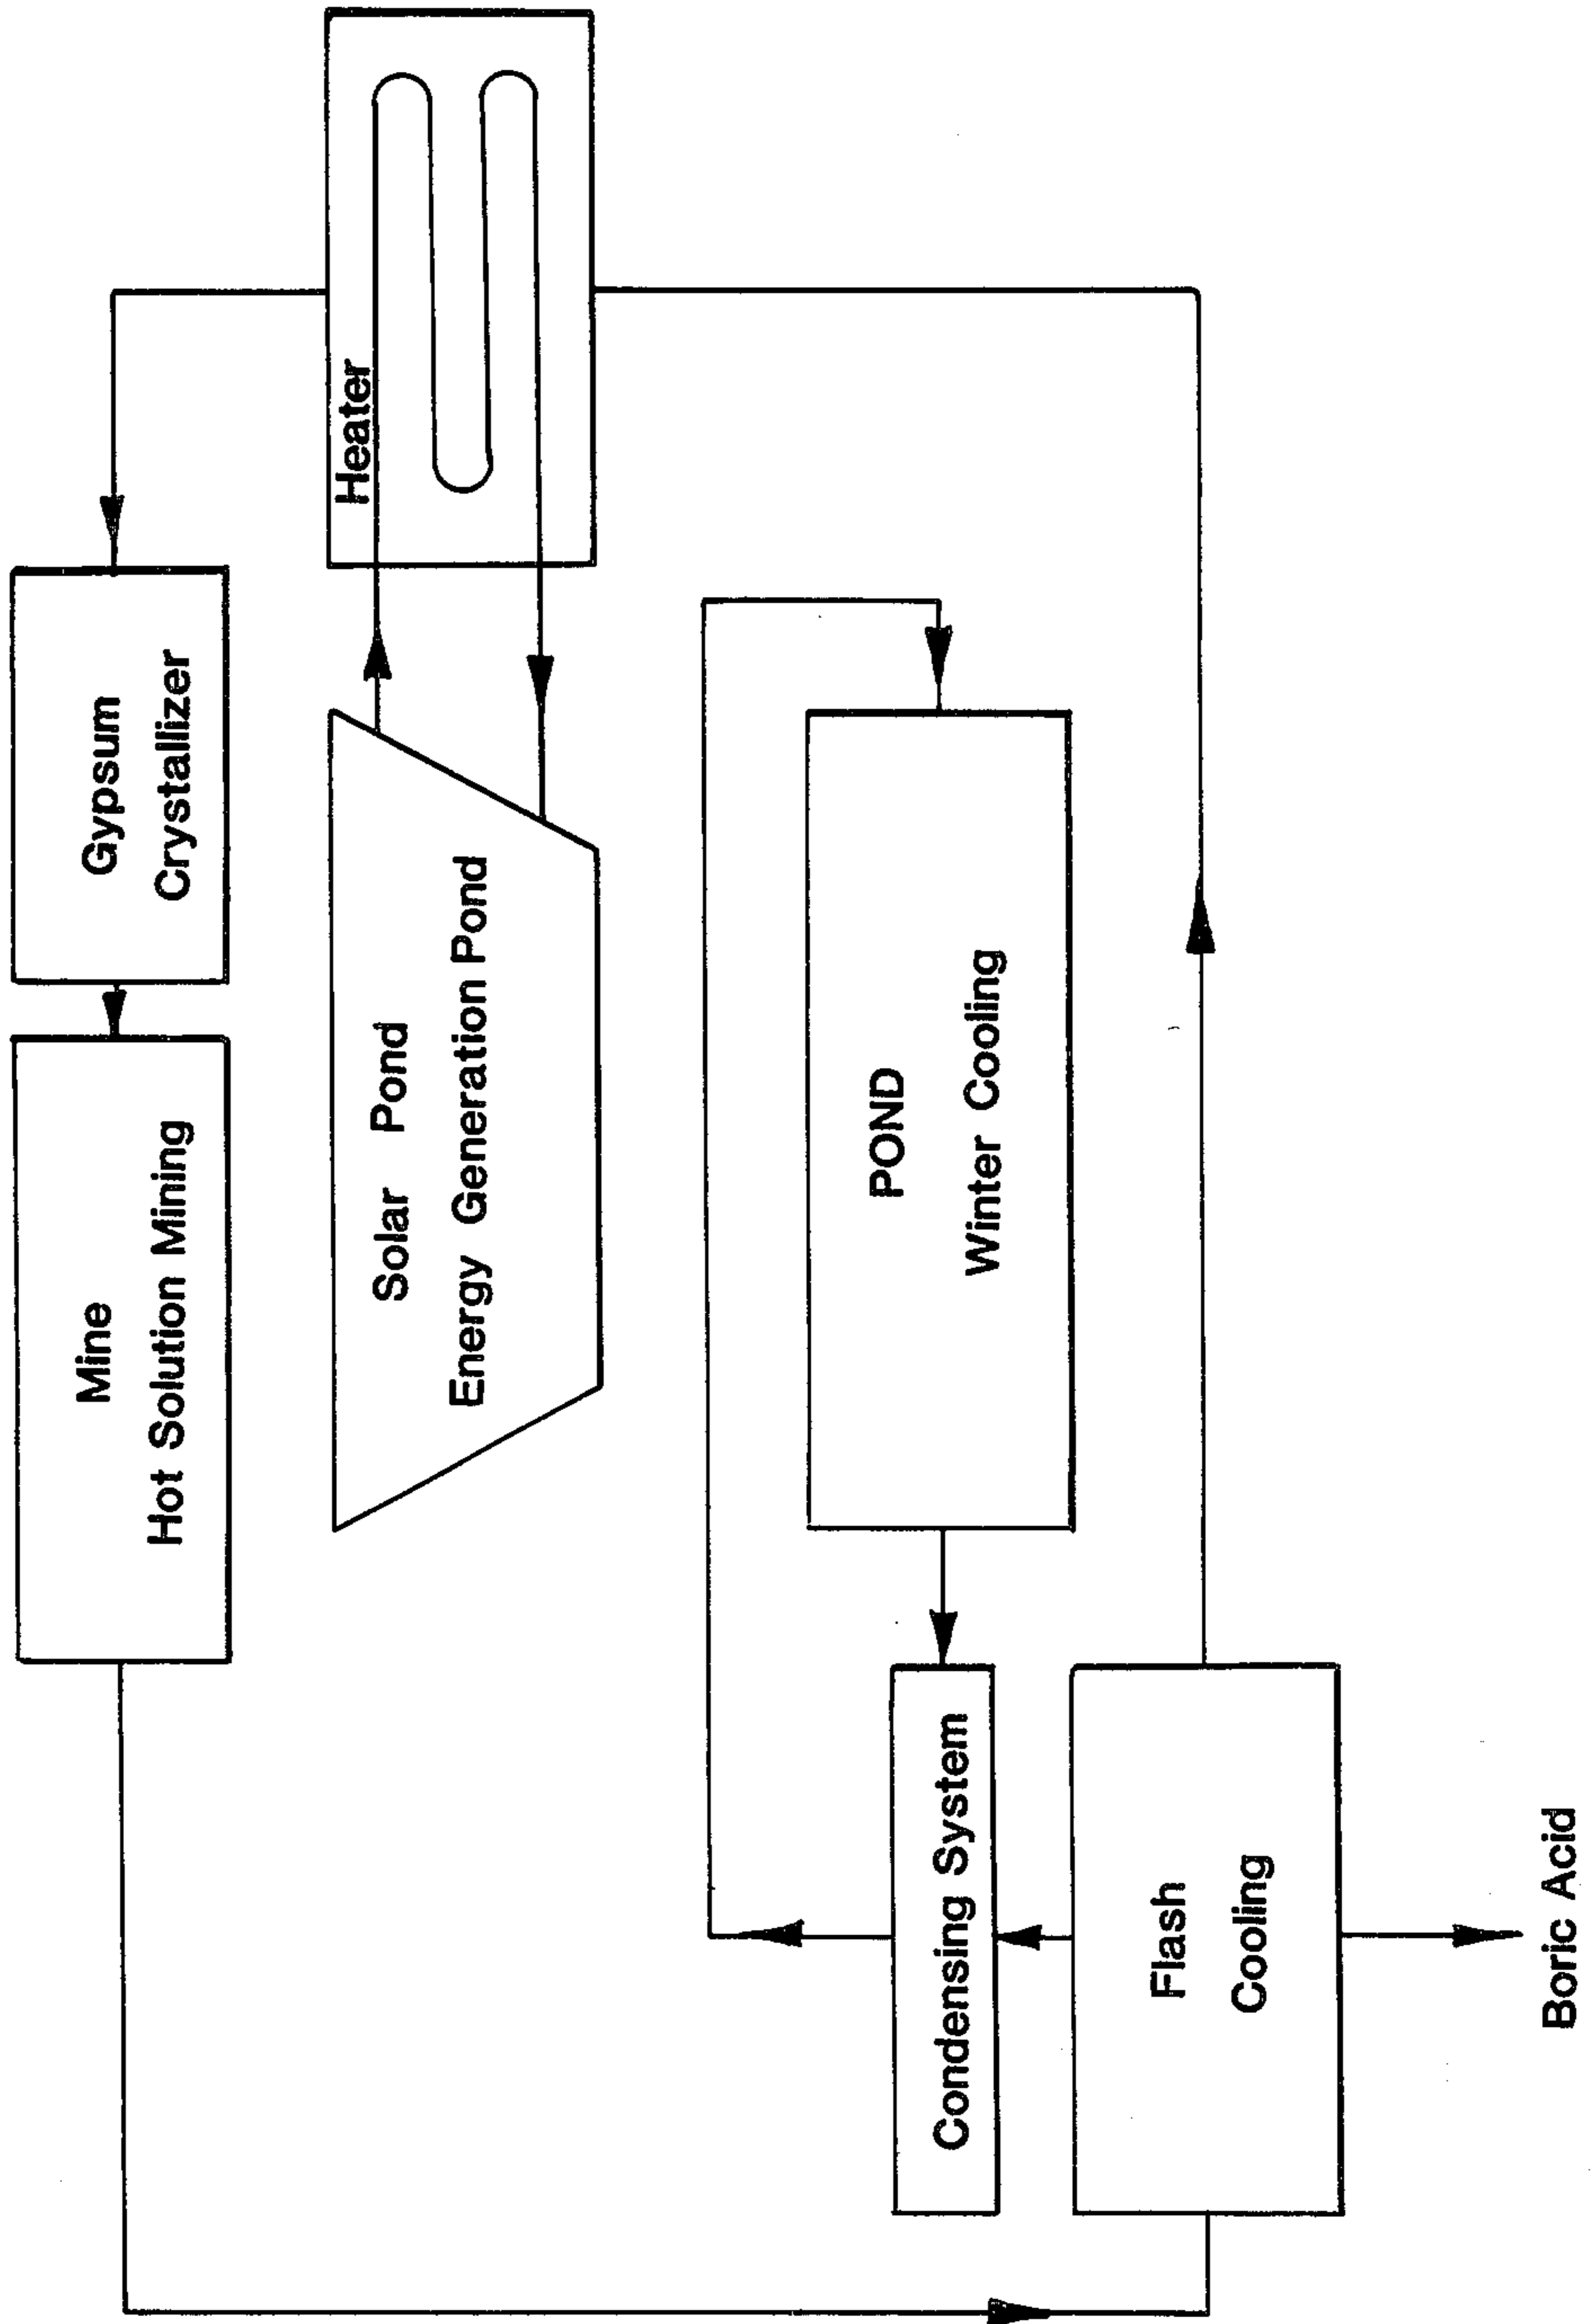 Mine
Hot Solution Mining
Gypsum
Crystallizer
Solar Pond
Energy Generation Pond
Heater
POND
Winter Cooling
Condensing System
Flash
Cooling
Boric Acid